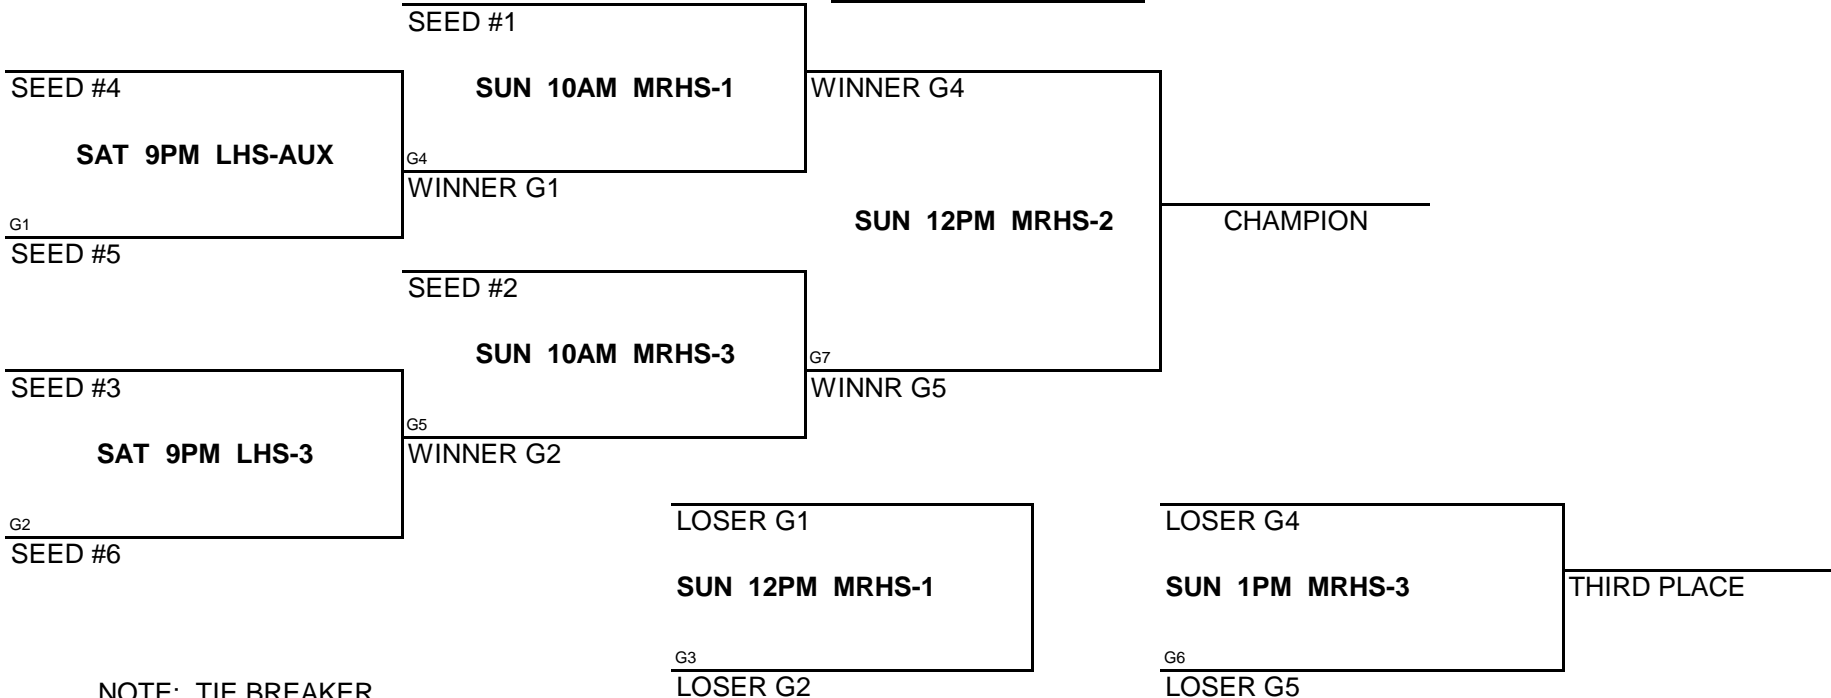 SEED #1
SEED #4
SUN 10AM MRHS-1
WINNER G4
SAT 9PM LHS-AUX
G4
WINNER G1
G1
SUN 12PM MRHS-2
CHAMPION
SEED #5
SEED #2
SUN 10AM MRHS-3
G7
SEED #3
WINNR G5
G5
SAT 9PM LHS-3
WINNER G2
G2
LOSER G1
LOSER G4
SEED #6
SUN 12PM MRHS-1
SUN 1PM MRHS-3
THIRD PLACE
G3
G6
NOTE: TIE BREAKER
LOSER G2
LOSER G5